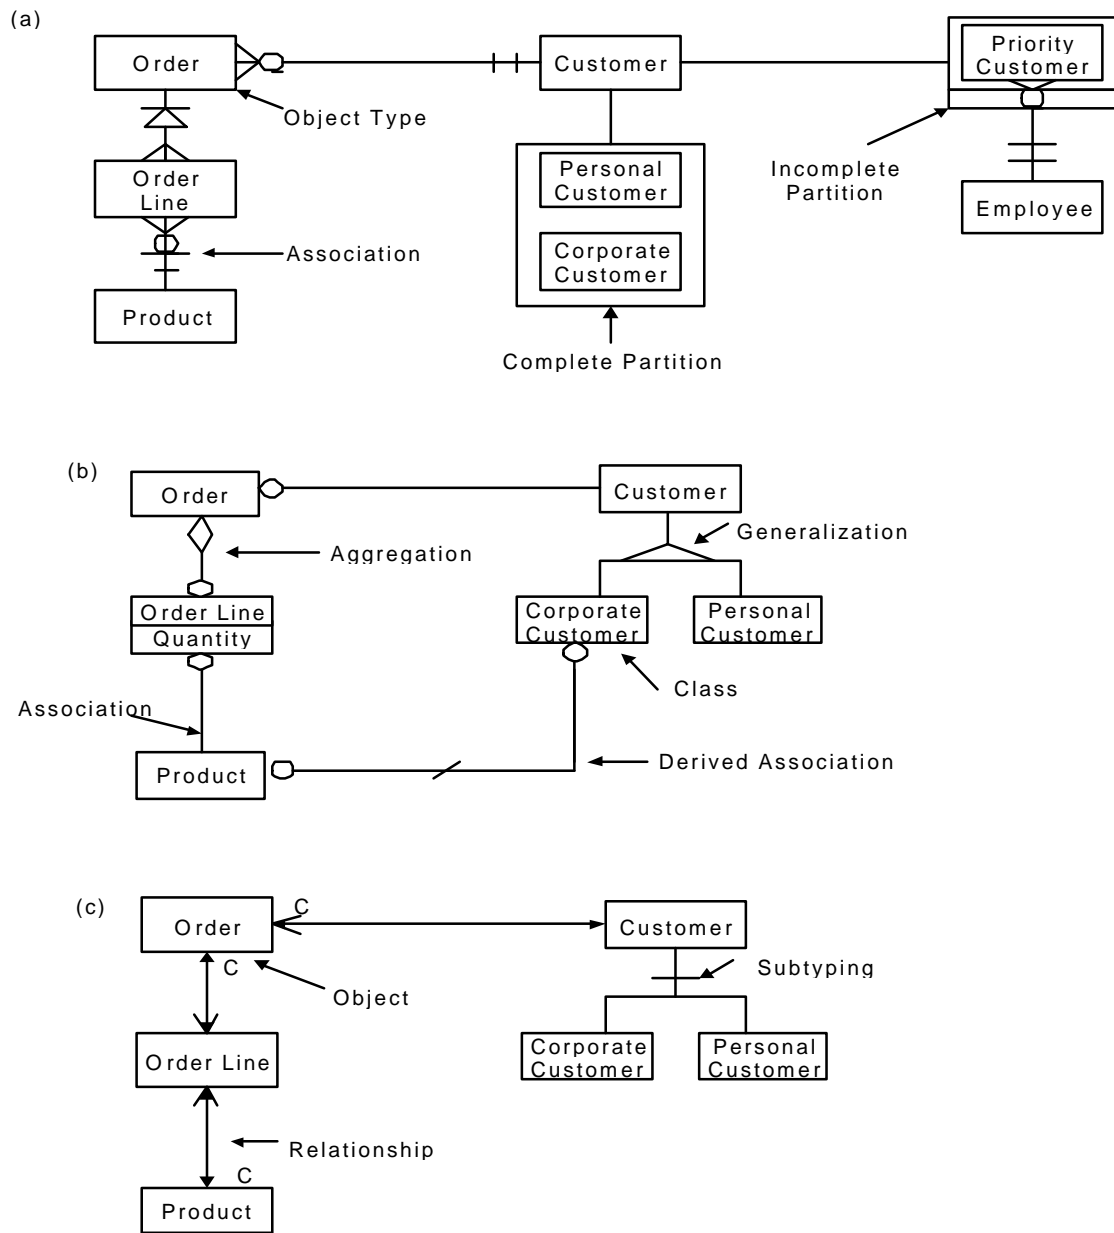 (a)
Order
Customer
Priority
Customer
Object Type
Order
Line
Personal
Customer
Incomplete
Partition
Employee
Association
Corporate
Customer
Product
Complete Partition
(b)
Order
Customer
Generalization
Aggregation
Order Line
Quantity
Corporate
Customer
Personal
Customer
Class
Association
Product
Derived Association
(c)
Order
C
Customer
C
Subtyping
Object
Order Line
Corporate
Customer
Personal
Customer
Relationship
C
Product